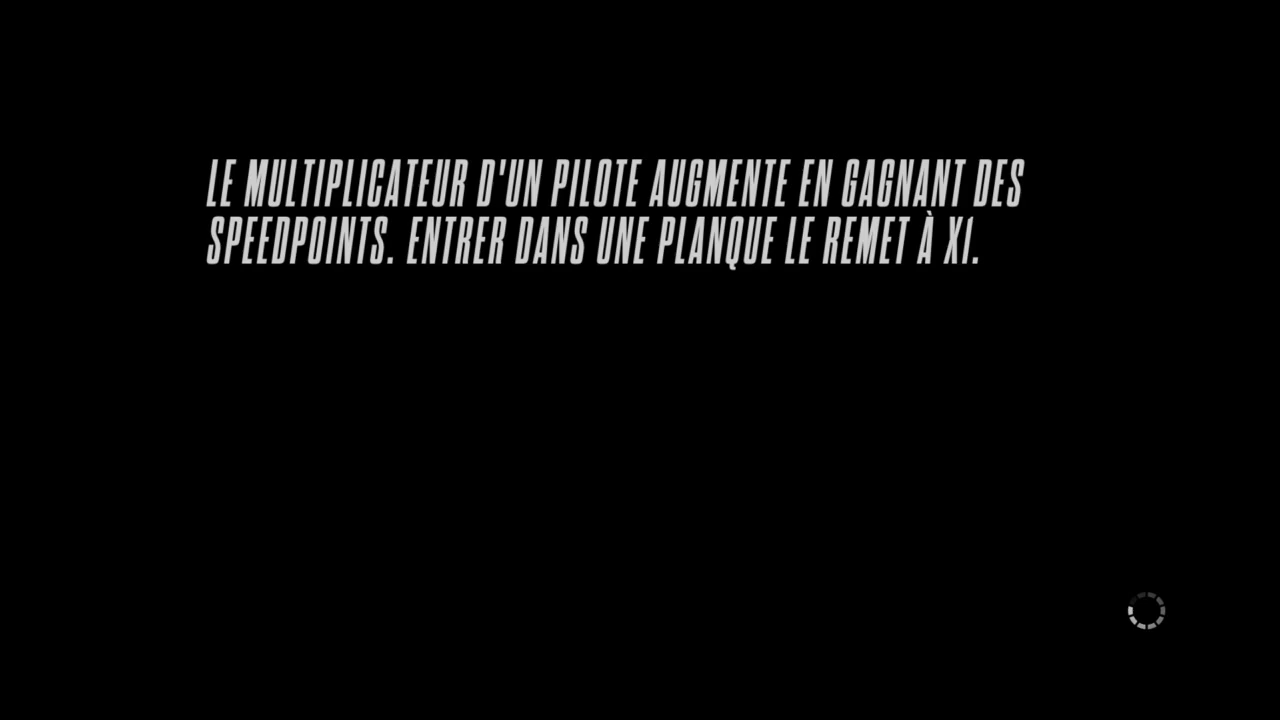 LE MULTIPLICATEUR D'UN PILOTE AUGMENTE EN GAGNANT DES
SPEEDPOINTS. ENTRER DANS UNE PLANQUE LE REMET À X1.